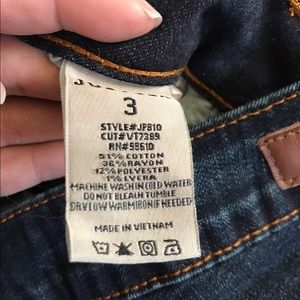 3
STYLE#JFB10
CUT#VT7389
RN#98610
51% COTTON
36% RAYON
12% POLYESTER
1% LYCRA
MACHINE WASH IN COLD WATER
DO NOT BLEACH TUMBLE
DRY LOW WARM IRON IF NEEDED
MADE IN VIETNAM